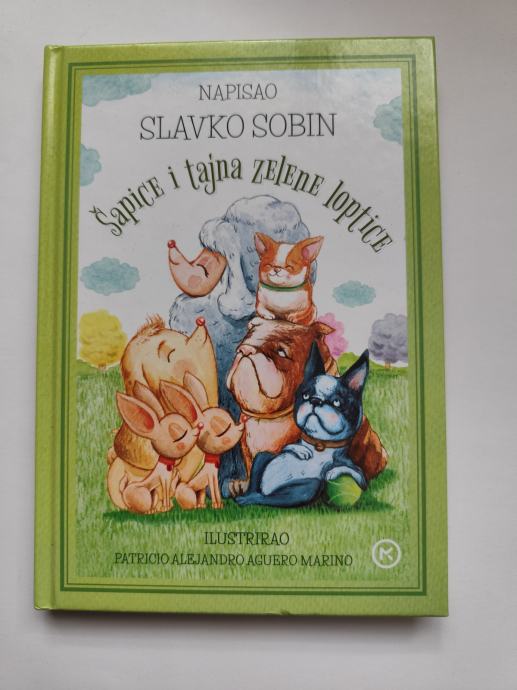 NAPISAO
SLAVKO SOBIN
Šapice i tajna zelene loptice
ILUSTRIRAO
PATRICIO ALEJANDRO AGUERO MARINO